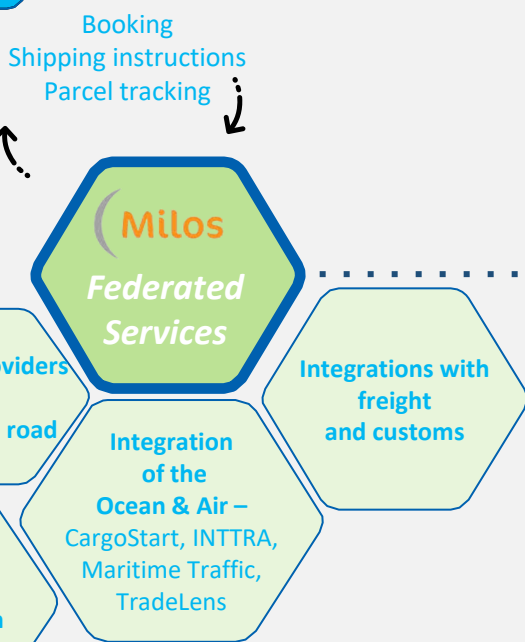 Booking
Shipping instructions
Parcel tracking
Milos
Federated
Services
oviders
road
Integrations with
freight
and customs
Integration
of the
Ocean & Air –
CargoStart, INTTRA,
Maritime Traffic,
TradeLens